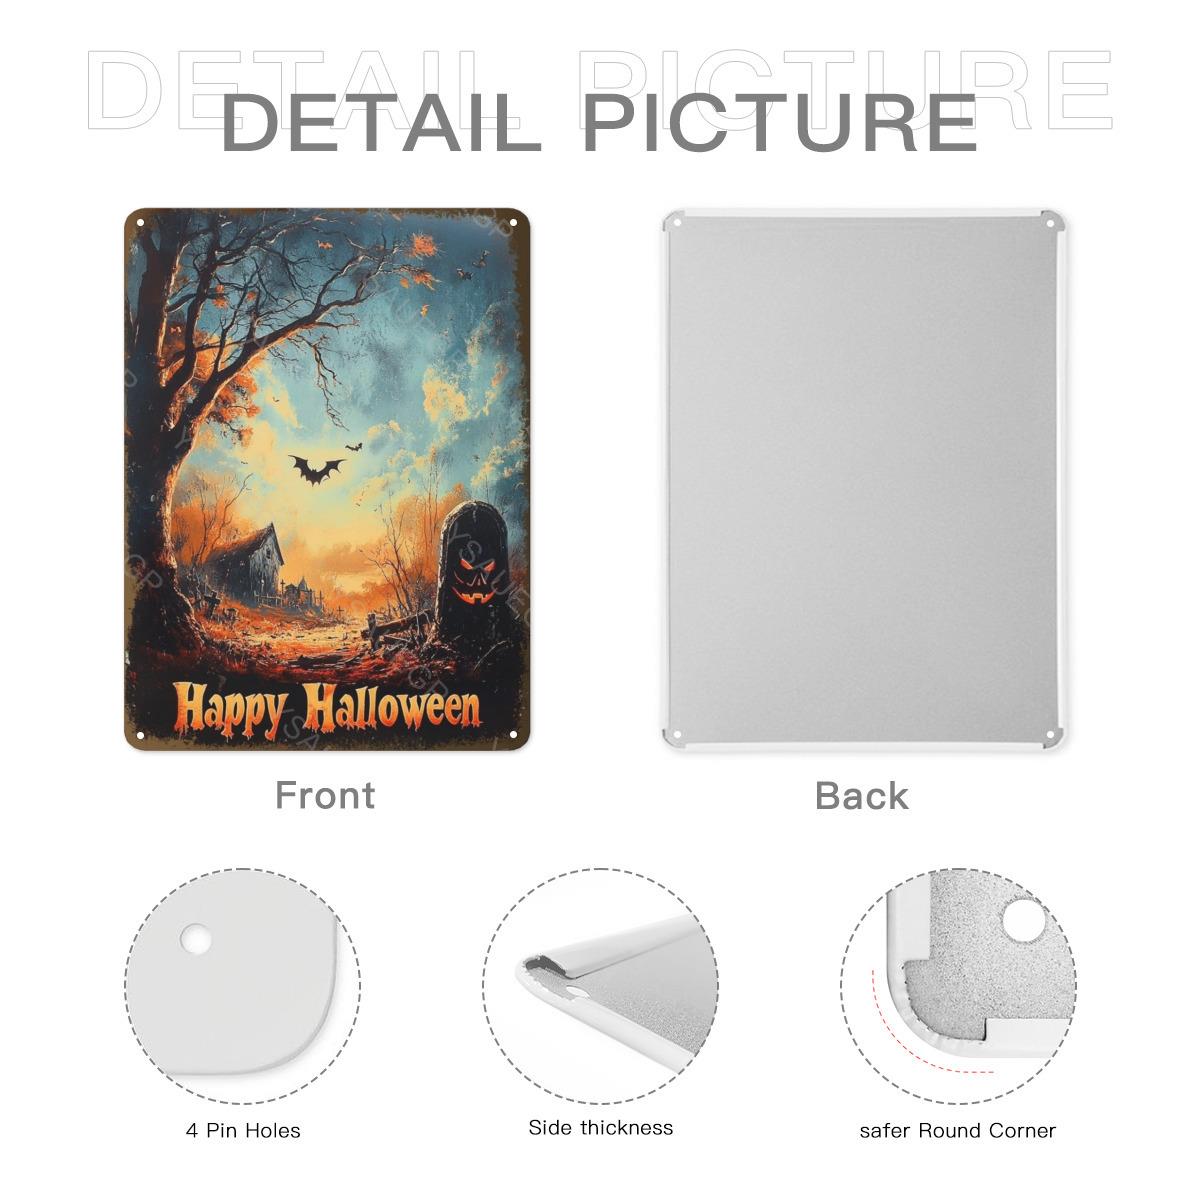 DETAIL PICTURE
DETAIL PICTURE
Happy Halloween
Front
Back
4 Pin Holes
Side thickness
safer Round Corner